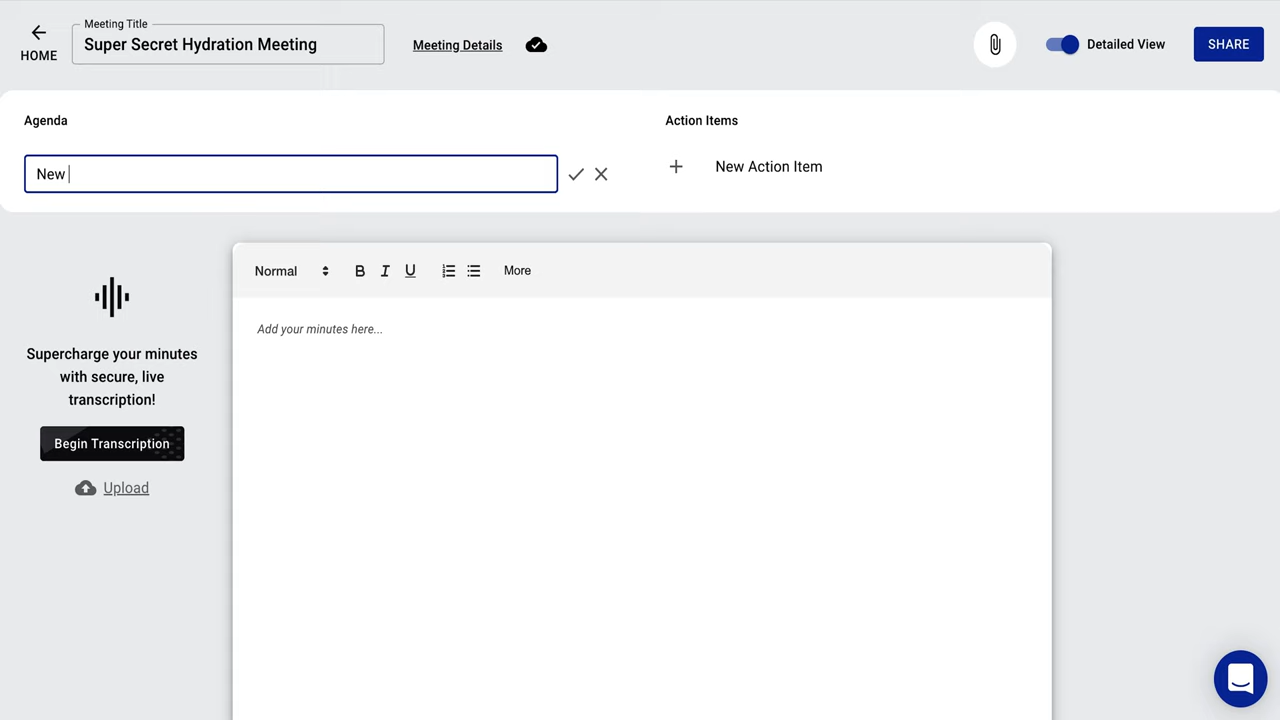 HOME
Meeting Title
Super Secret Hydration Meeting
Meeting Details
Detailed View
SHARE
Agenda
New
Action Items
New Action Item
Supercharge your minutes
with secure, live
transcription!
Begin Transcription
Upload
Normal
B I U
More
Add your minutes here...